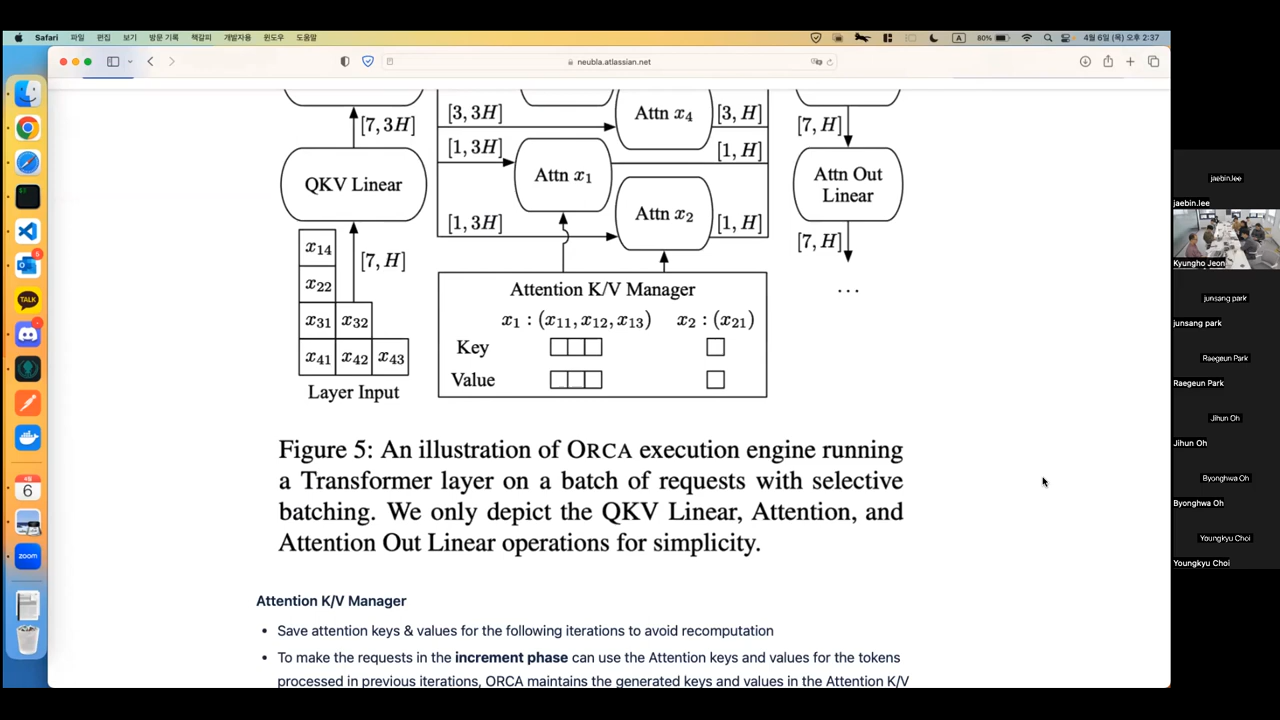 Safari 파일 편집 보기 방문 기록 책갈피 개발자용 윈도우 도움말
A 80% 4월 6일 (목) 오후 2:37
neubla.atlassian.net
[3, 3H] Attn x4 [3, H]
[7, 3H] [7, H]
[1, 3H] [1, H]
QKV Linear Attn x1 Attn Out
Linear
[1, 3H] Attn x2 [1, H]
x14 [7, H] [7, H]
x22 Attention K/V Manager ...
x31 x32 x1 : (x11, x12, x13) x2 : (x21)
x41 x42 x43 Key
Value
Layer Input
Figure 5: An illustration of ORCA execution engine running
a Transformer layer on a batch of requests with selective
batching. We only depict the QKV Linear, Attention, and
Attention Out Linear operations for simplicity.
Attention K/V Manager
• Save attention keys & values for the following iterations to avoid recomputation
• To make the requests in the increment phase can use the Attention keys and values for the tokens
processed in previous iterations, ORCA maintains the generated keys and values in the Attention K/V
TALK
6
zoom
jaebin.lee
jaebin.lee
Kyungho Jeon
junsang park
junsang park
Raegeun Park
Raegeun Park
Jihun Oh
Jihun Oh
Byonghwa Oh
Byonghwa Oh
Youngkyu Choi
Youngkyu Choi